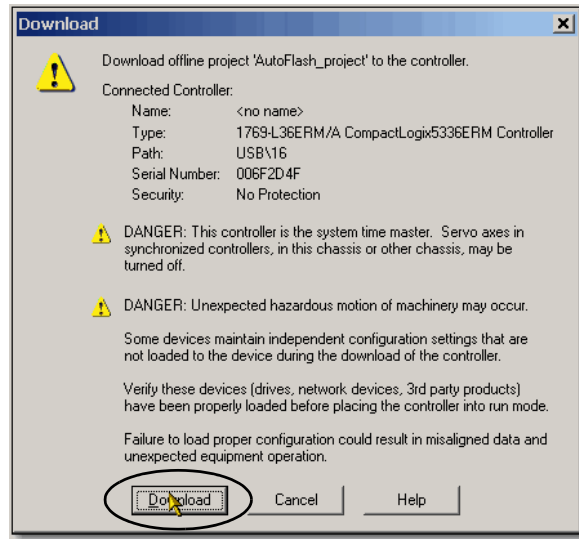 Download
Download offline project 'AutoFlash_project' to the controller.
Connected Controller:
Name: <no name>
Type: 1769-L36ERM/A CompactLogix5336ERM Controller
Path: USB\16
Serial Number: 006F2D4F
Security: No Protection
DANGER: This controller is the system time master. Servo axes in
synchronized controllers, in this chassis or other chassis, may be
turned off.
DANGER: Unexpected hazardous motion of machinery may occur.
Some devices maintain independent configuration settings that are
not loaded to the device during the download of the controller.
Verify these devices (drives, network devices, 3rd party products)
have been properly loaded before placing the controller into run mode.
Failure to load proper configuration could result in misaligned data and
unexpected equipment operation.
Download Cancel Help